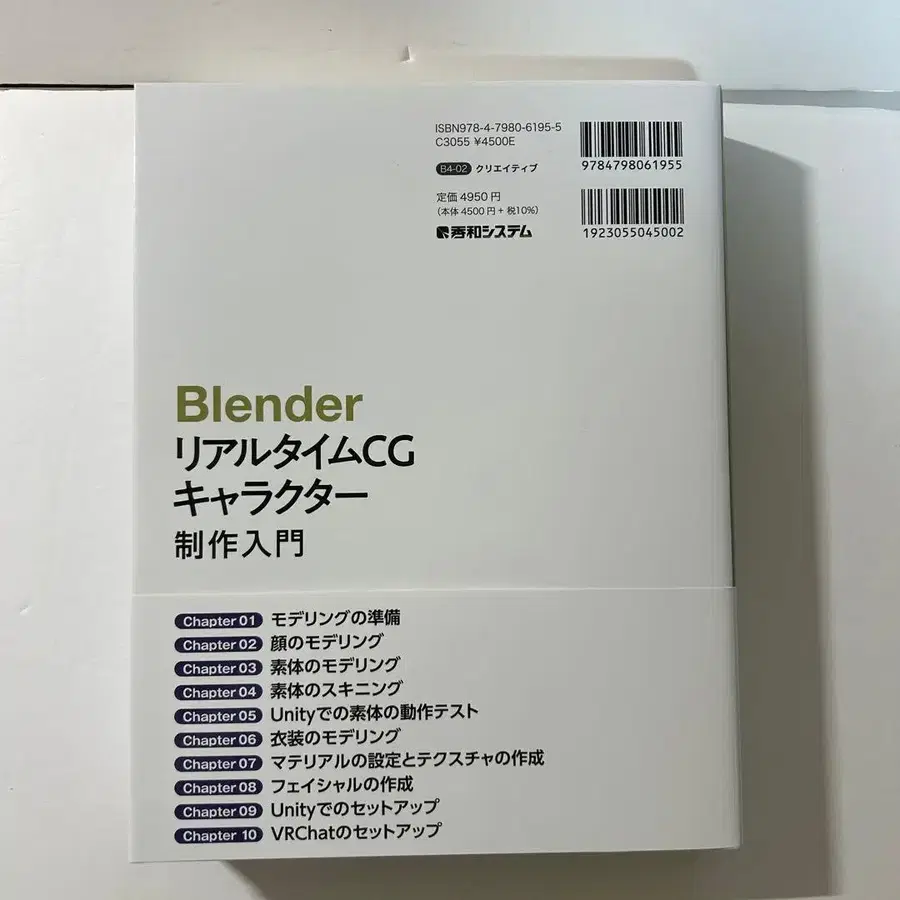 ISBN978-4-7980-6195-5
C3055 ¥4500E
9784798061955
B4-02 クリエイティブ
定価 4950 円
(本体 4500 円 + 税10%)
1923055045002
秀和システム
Blender
リアルタイムCG
キャラクター
制作入門
Chapter 01 モデリングの準備
Chapter 02 顔のモデリング
Chapter 03 素体のモデリング
Chapter 04 素体のスキニング
Chapter 05 Unityでの素体の動作テスト
Chapter 06 衣装のモデリング
Chapter 07 マテリアルの設定とテクスチャの作成
Chapter 08 フェイシャルの作成
Chapter 09 Unityでのセットアップ
Chapter 10 VRChatのセットアップ